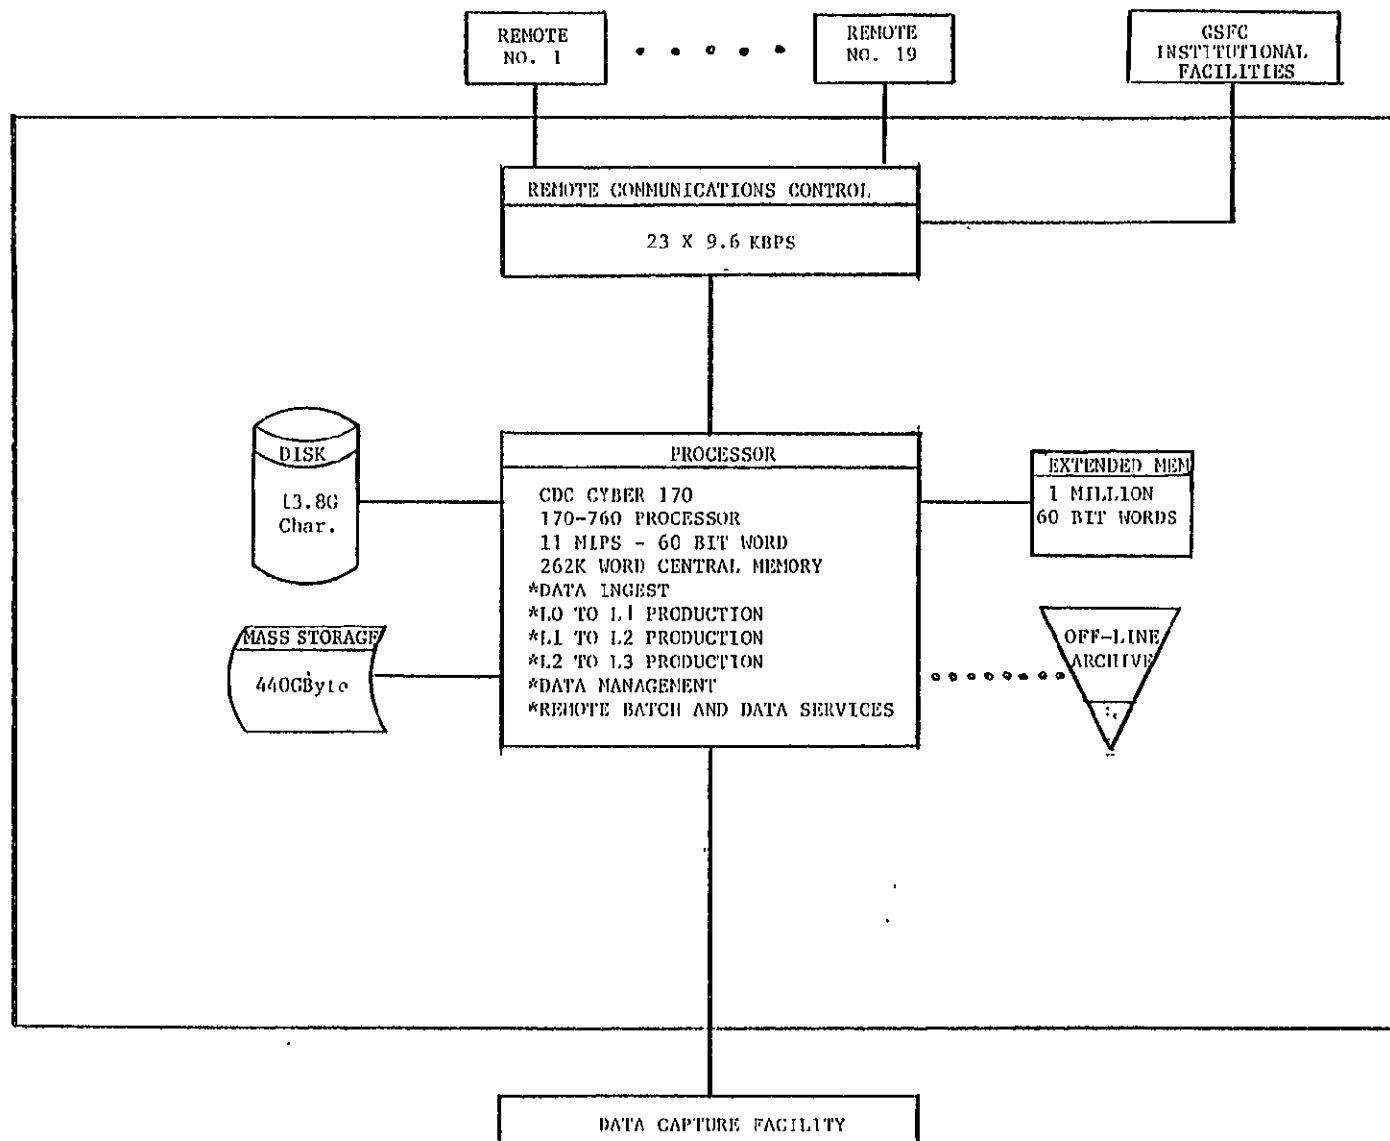 REMOTE
NO. 1
REMOTE
NO. 19
GSFC
INSTITUTIONAL
FACILITIES
REMOTE COMMUNICATIONS CONTROL
23 X 9.6 KBPS
DISK
13.8G
Char.
PROCESSOR
CDC CYBER 170
170-760 PROCESSOR
11 MIPS - 60 BIT WORD
262K WORD CENTRAL MEMORY
*DATA INGEST
*L0 TO L1 PRODUCTION
*L1 TO L2 PRODUCTION
*L2 TO L3 PRODUCTION
*DATA MANAGEMENT
*REMOTE BATCH AND DATA SERVICES
EXTENDED MEM
1 MILLION
60 BIT WORDS
MASS STORAGE
440GByte
OFF-LINE
ARCHIVE
DATA CAPTURE FACILITY